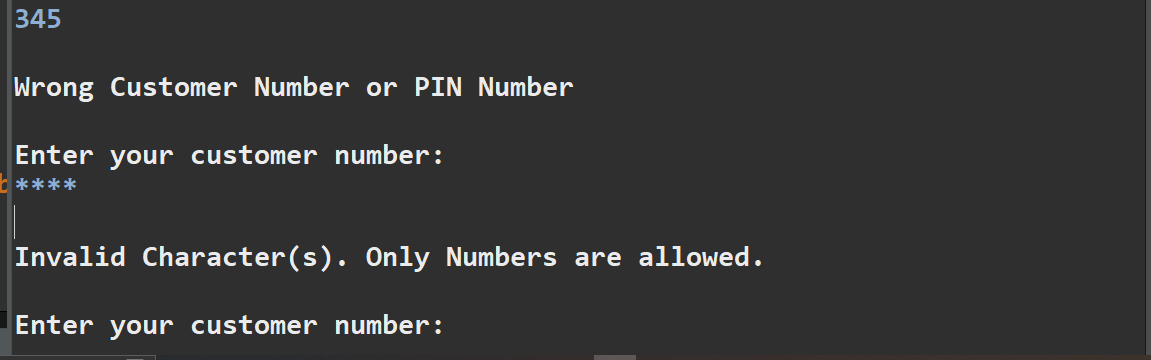 345
Wrong Customer Number or PIN Number
Enter your customer number:
****
Invalid Character(s). Only Numbers are allowed.
Enter your customer number: